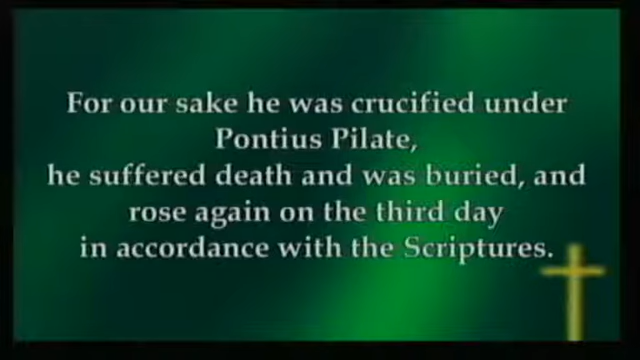 For our sake he was crucified under
Pontius Pilate,
he suffered death and was buried, and
rose again on the third day
in accordance with the Scriptures.